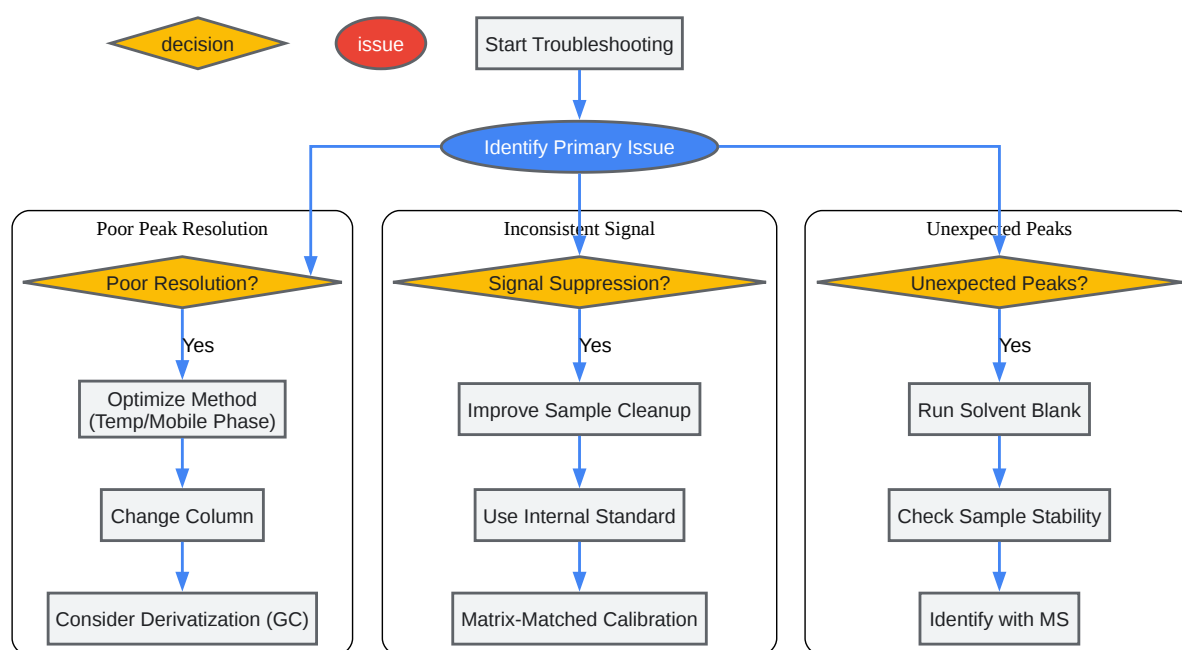 decision
issue
Start Troubleshooting
Identify Primary Issue
Poor Peak Resolution
Poor Resolution?
Yes
Optimize Method
(Temp/Mobile Phase)
Change Column
Consider Derivatization (GC)
Inconsistent Signal
Signal Suppression?
Yes
Improve Sample Cleanup
Use Internal Standard
Matrix-Matched Calibration
Unexpected Peaks
Unexpected Peaks?
Yes
Run Solvent Blank
Check Sample Stability
Identify with MS